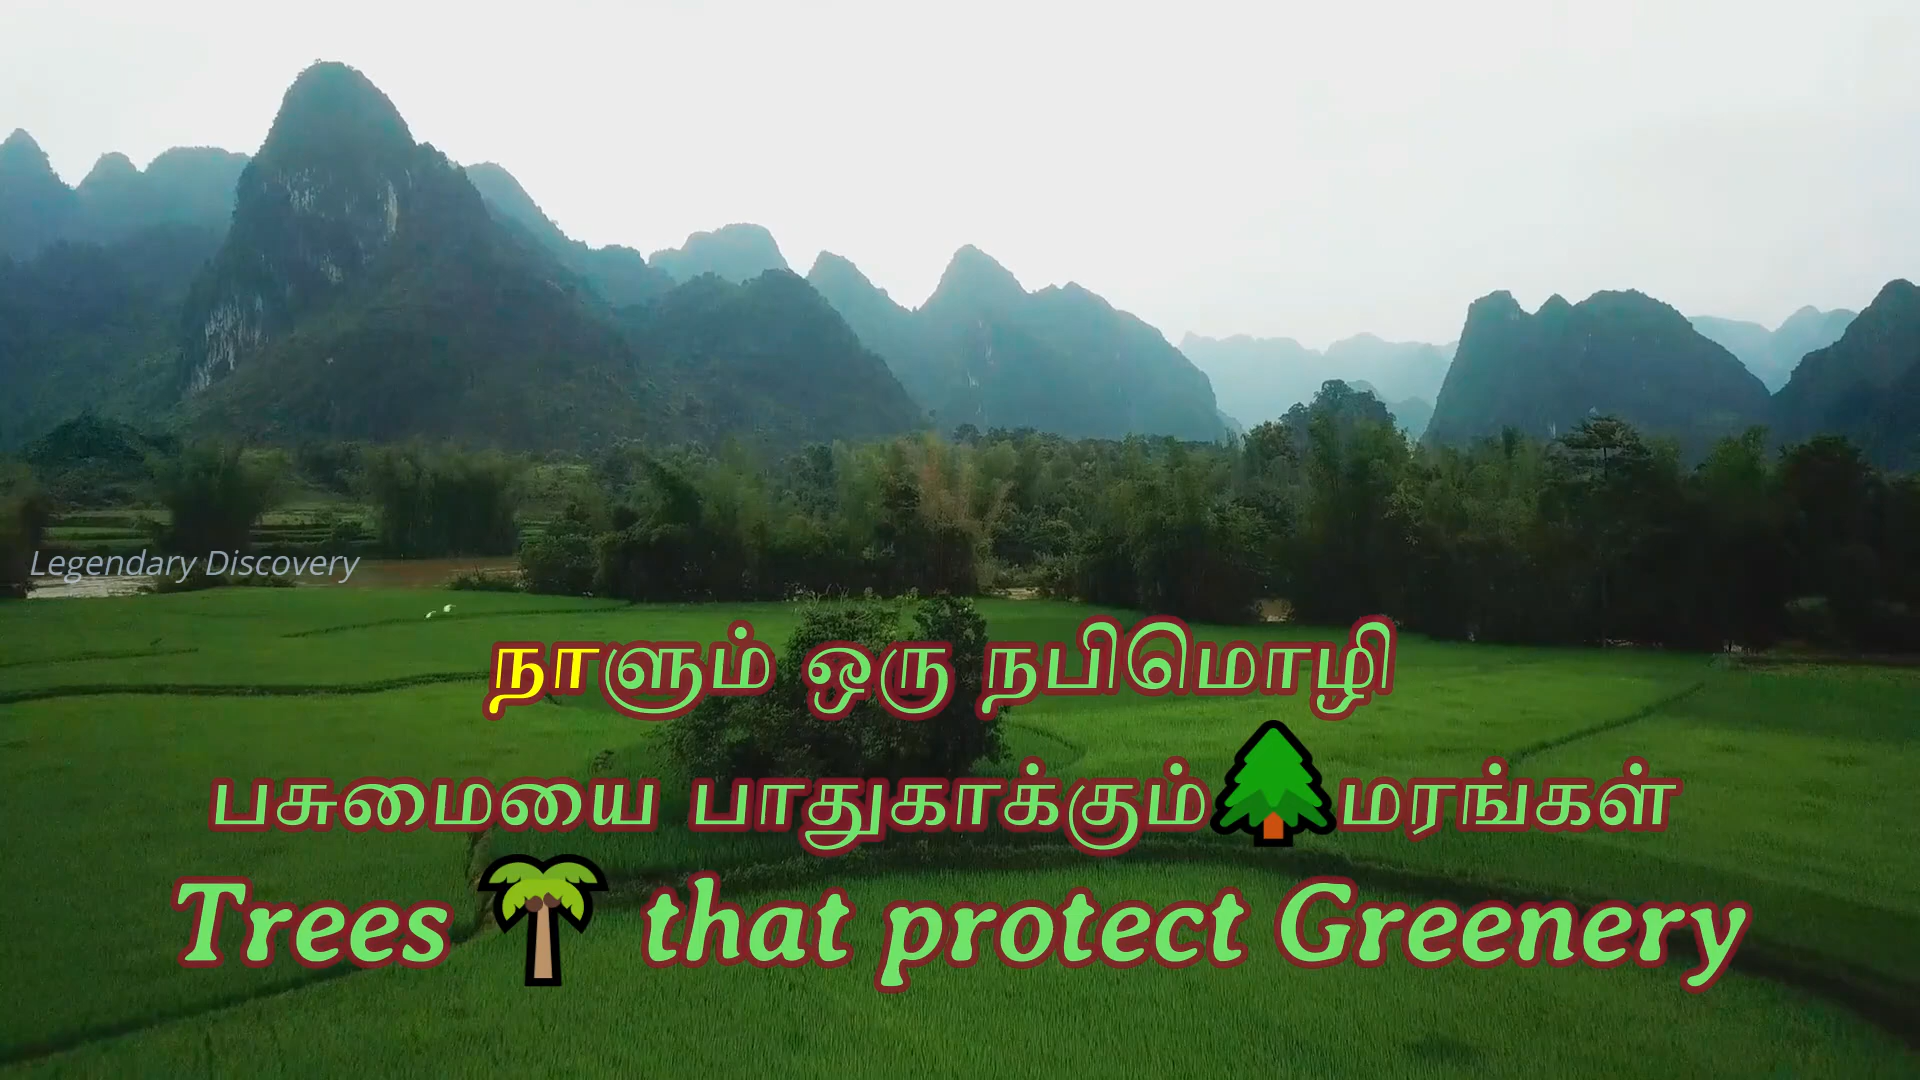 Legendary Discovery
நாளும் ஒரு நபிமொழி
பசுமையை பாதுகாக்கும்🌲மரங்கள்
Trees 🌴 that protect Greenery